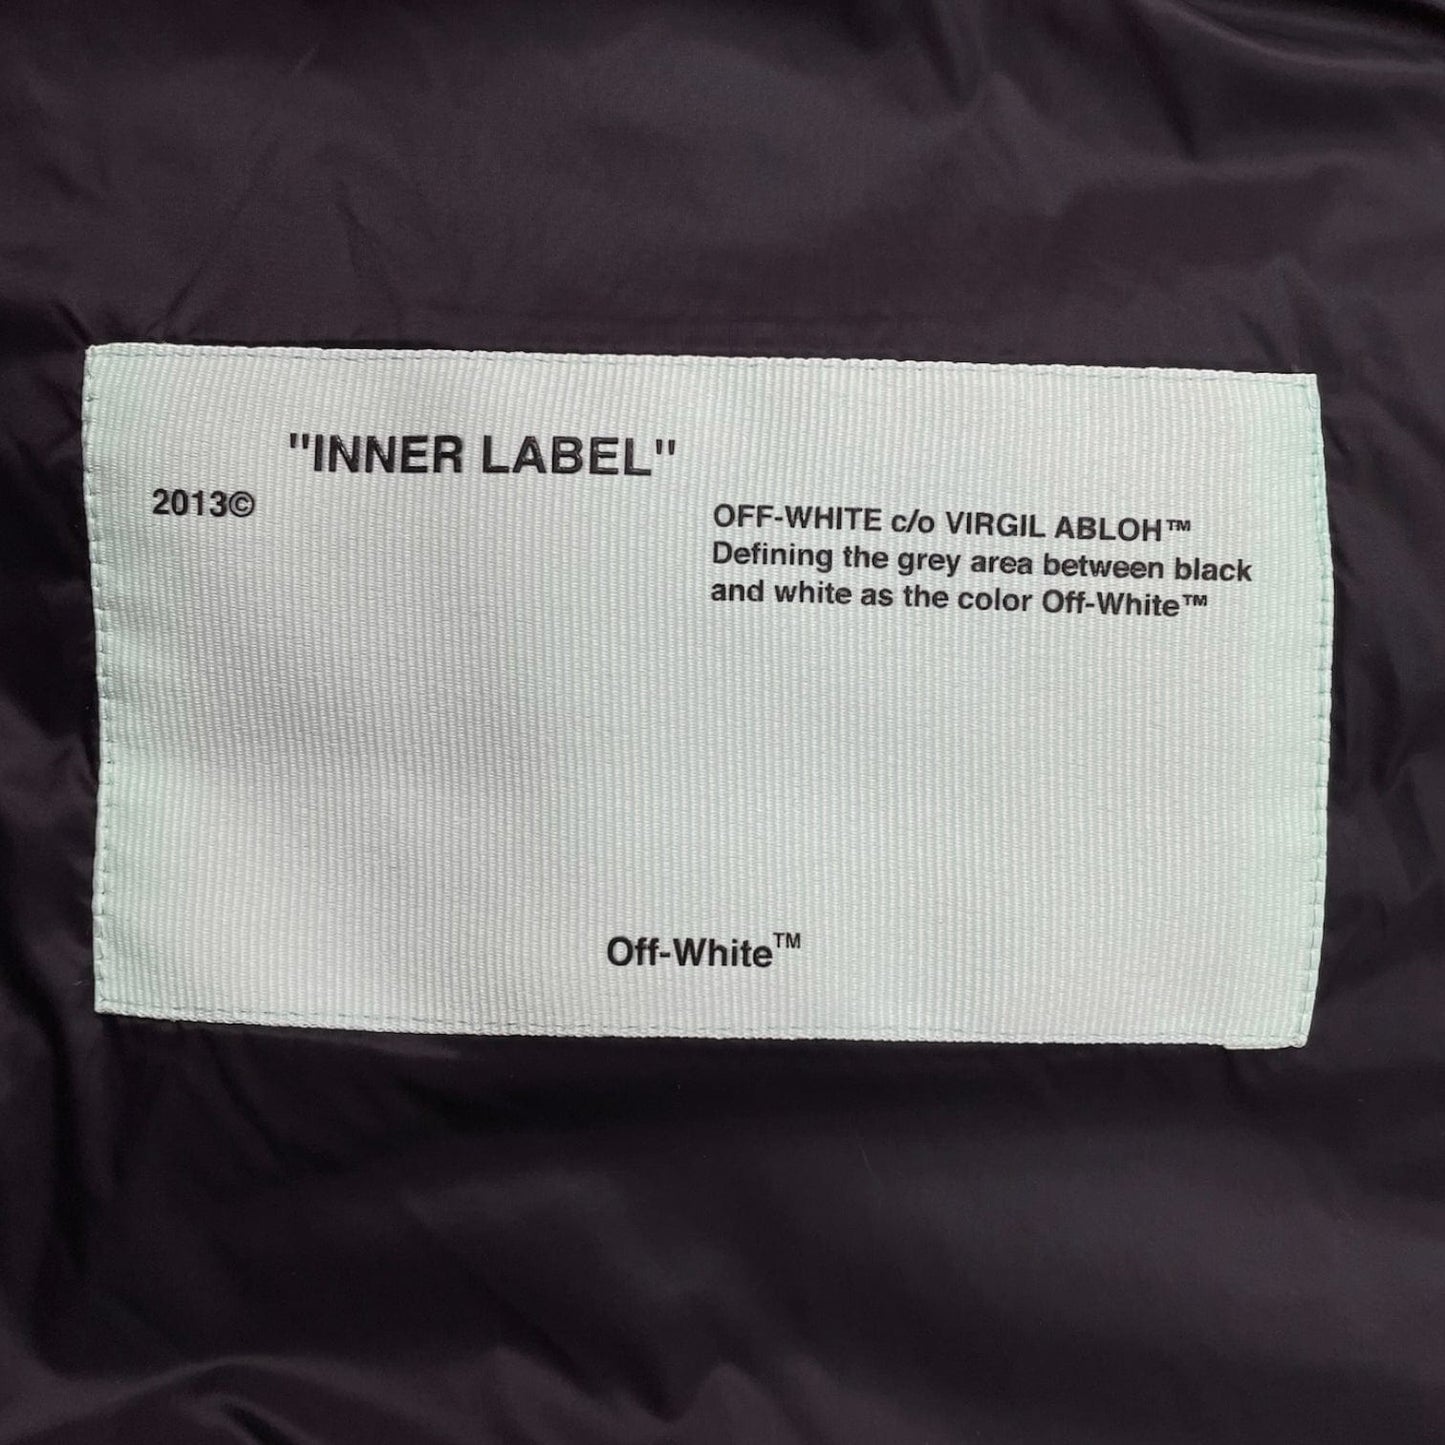 "INNER LABEL"
2013©
OFF-WHITE c/o VIRGIL ABLOH™
Defining the grey area between black
and white as the color Off-White™
Off-White™